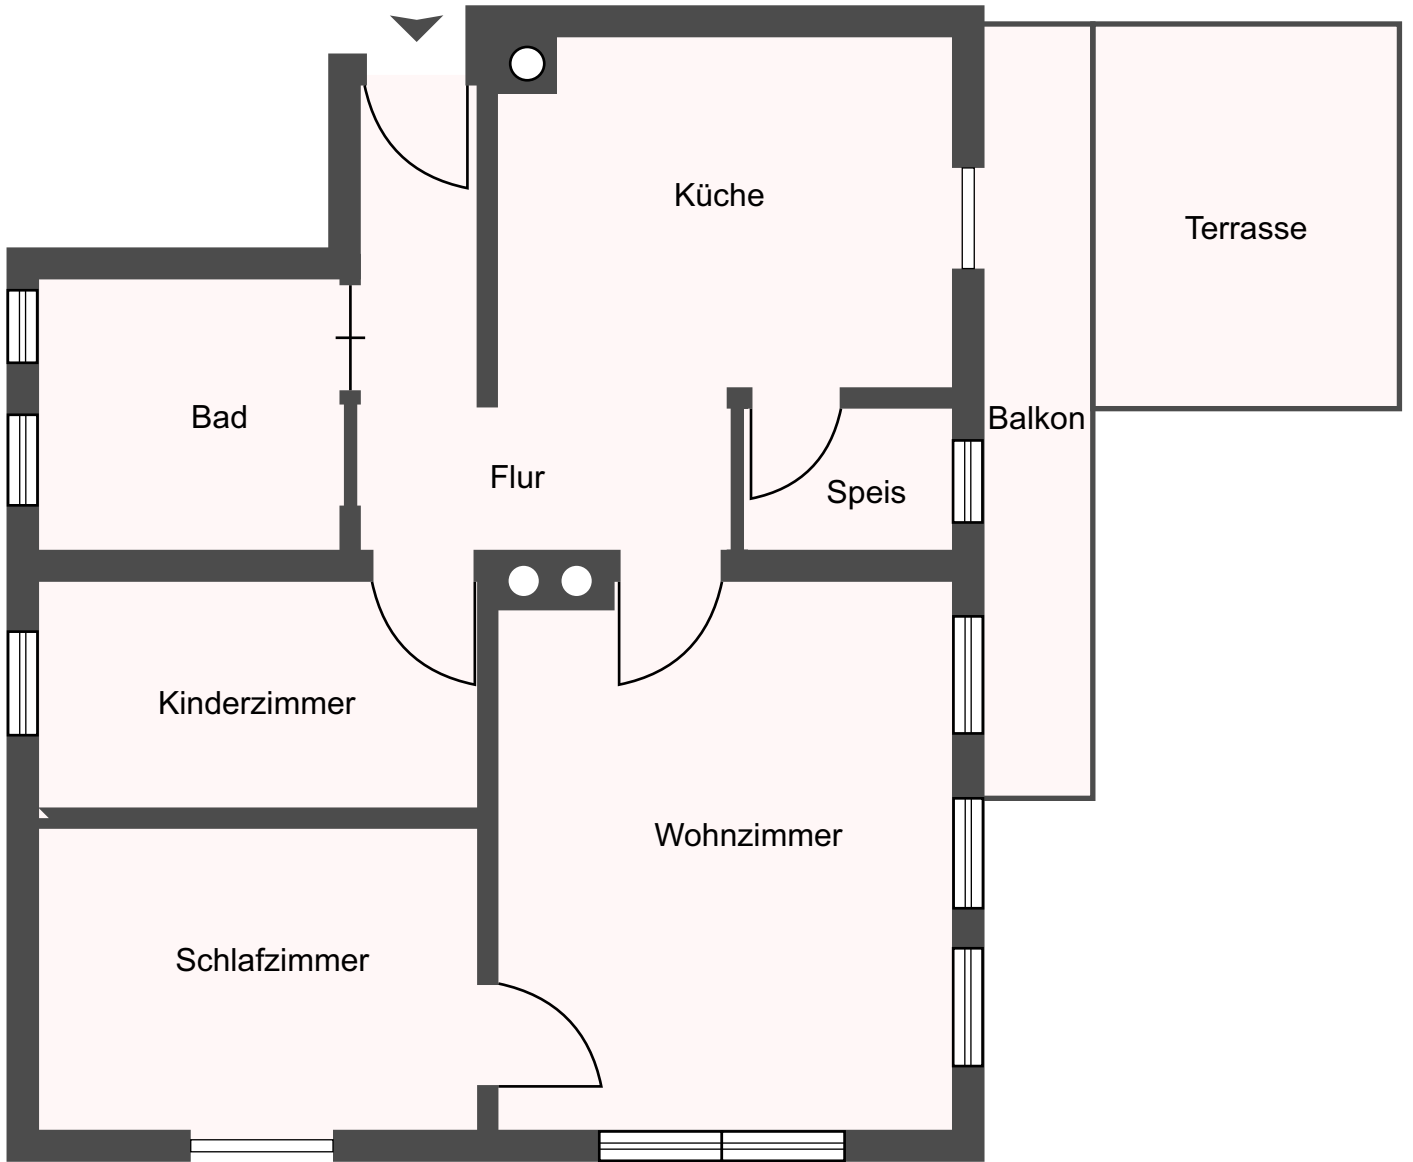 Küche
Terrasse
Bad
Balkon
Flur
Speis
Kinderzimmer
Wohnzimmer
Schlafzimmer